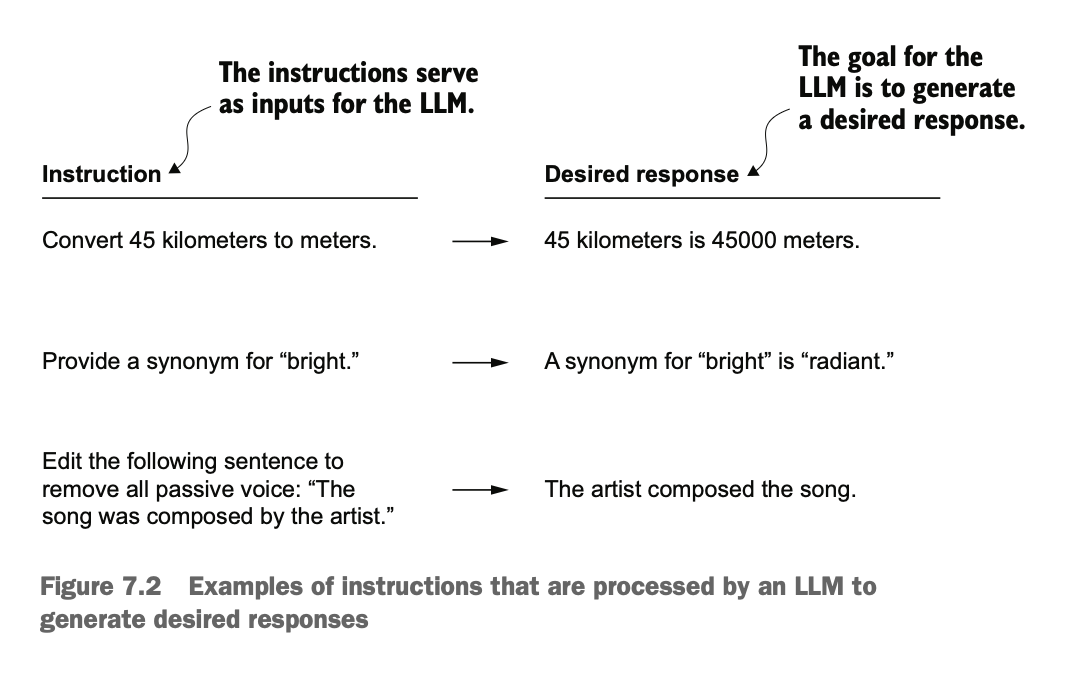 The instructions serve
as inputs for the LLM.
The goal for the
LLM is to generate
a desired response.
Instruction
Desired response
Convert 45 kilometers to meters.
45 kilometers is 45000 meters.
Provide a synonym for “bright.”
A synonym for “bright” is “radiant.”
Edit the following sentence to
remove all passive voice: “The
song was composed by the artist.”
The artist composed the song.
Figure 7.2 Examples of instructions that are processed by an LLM to
generate desired responses